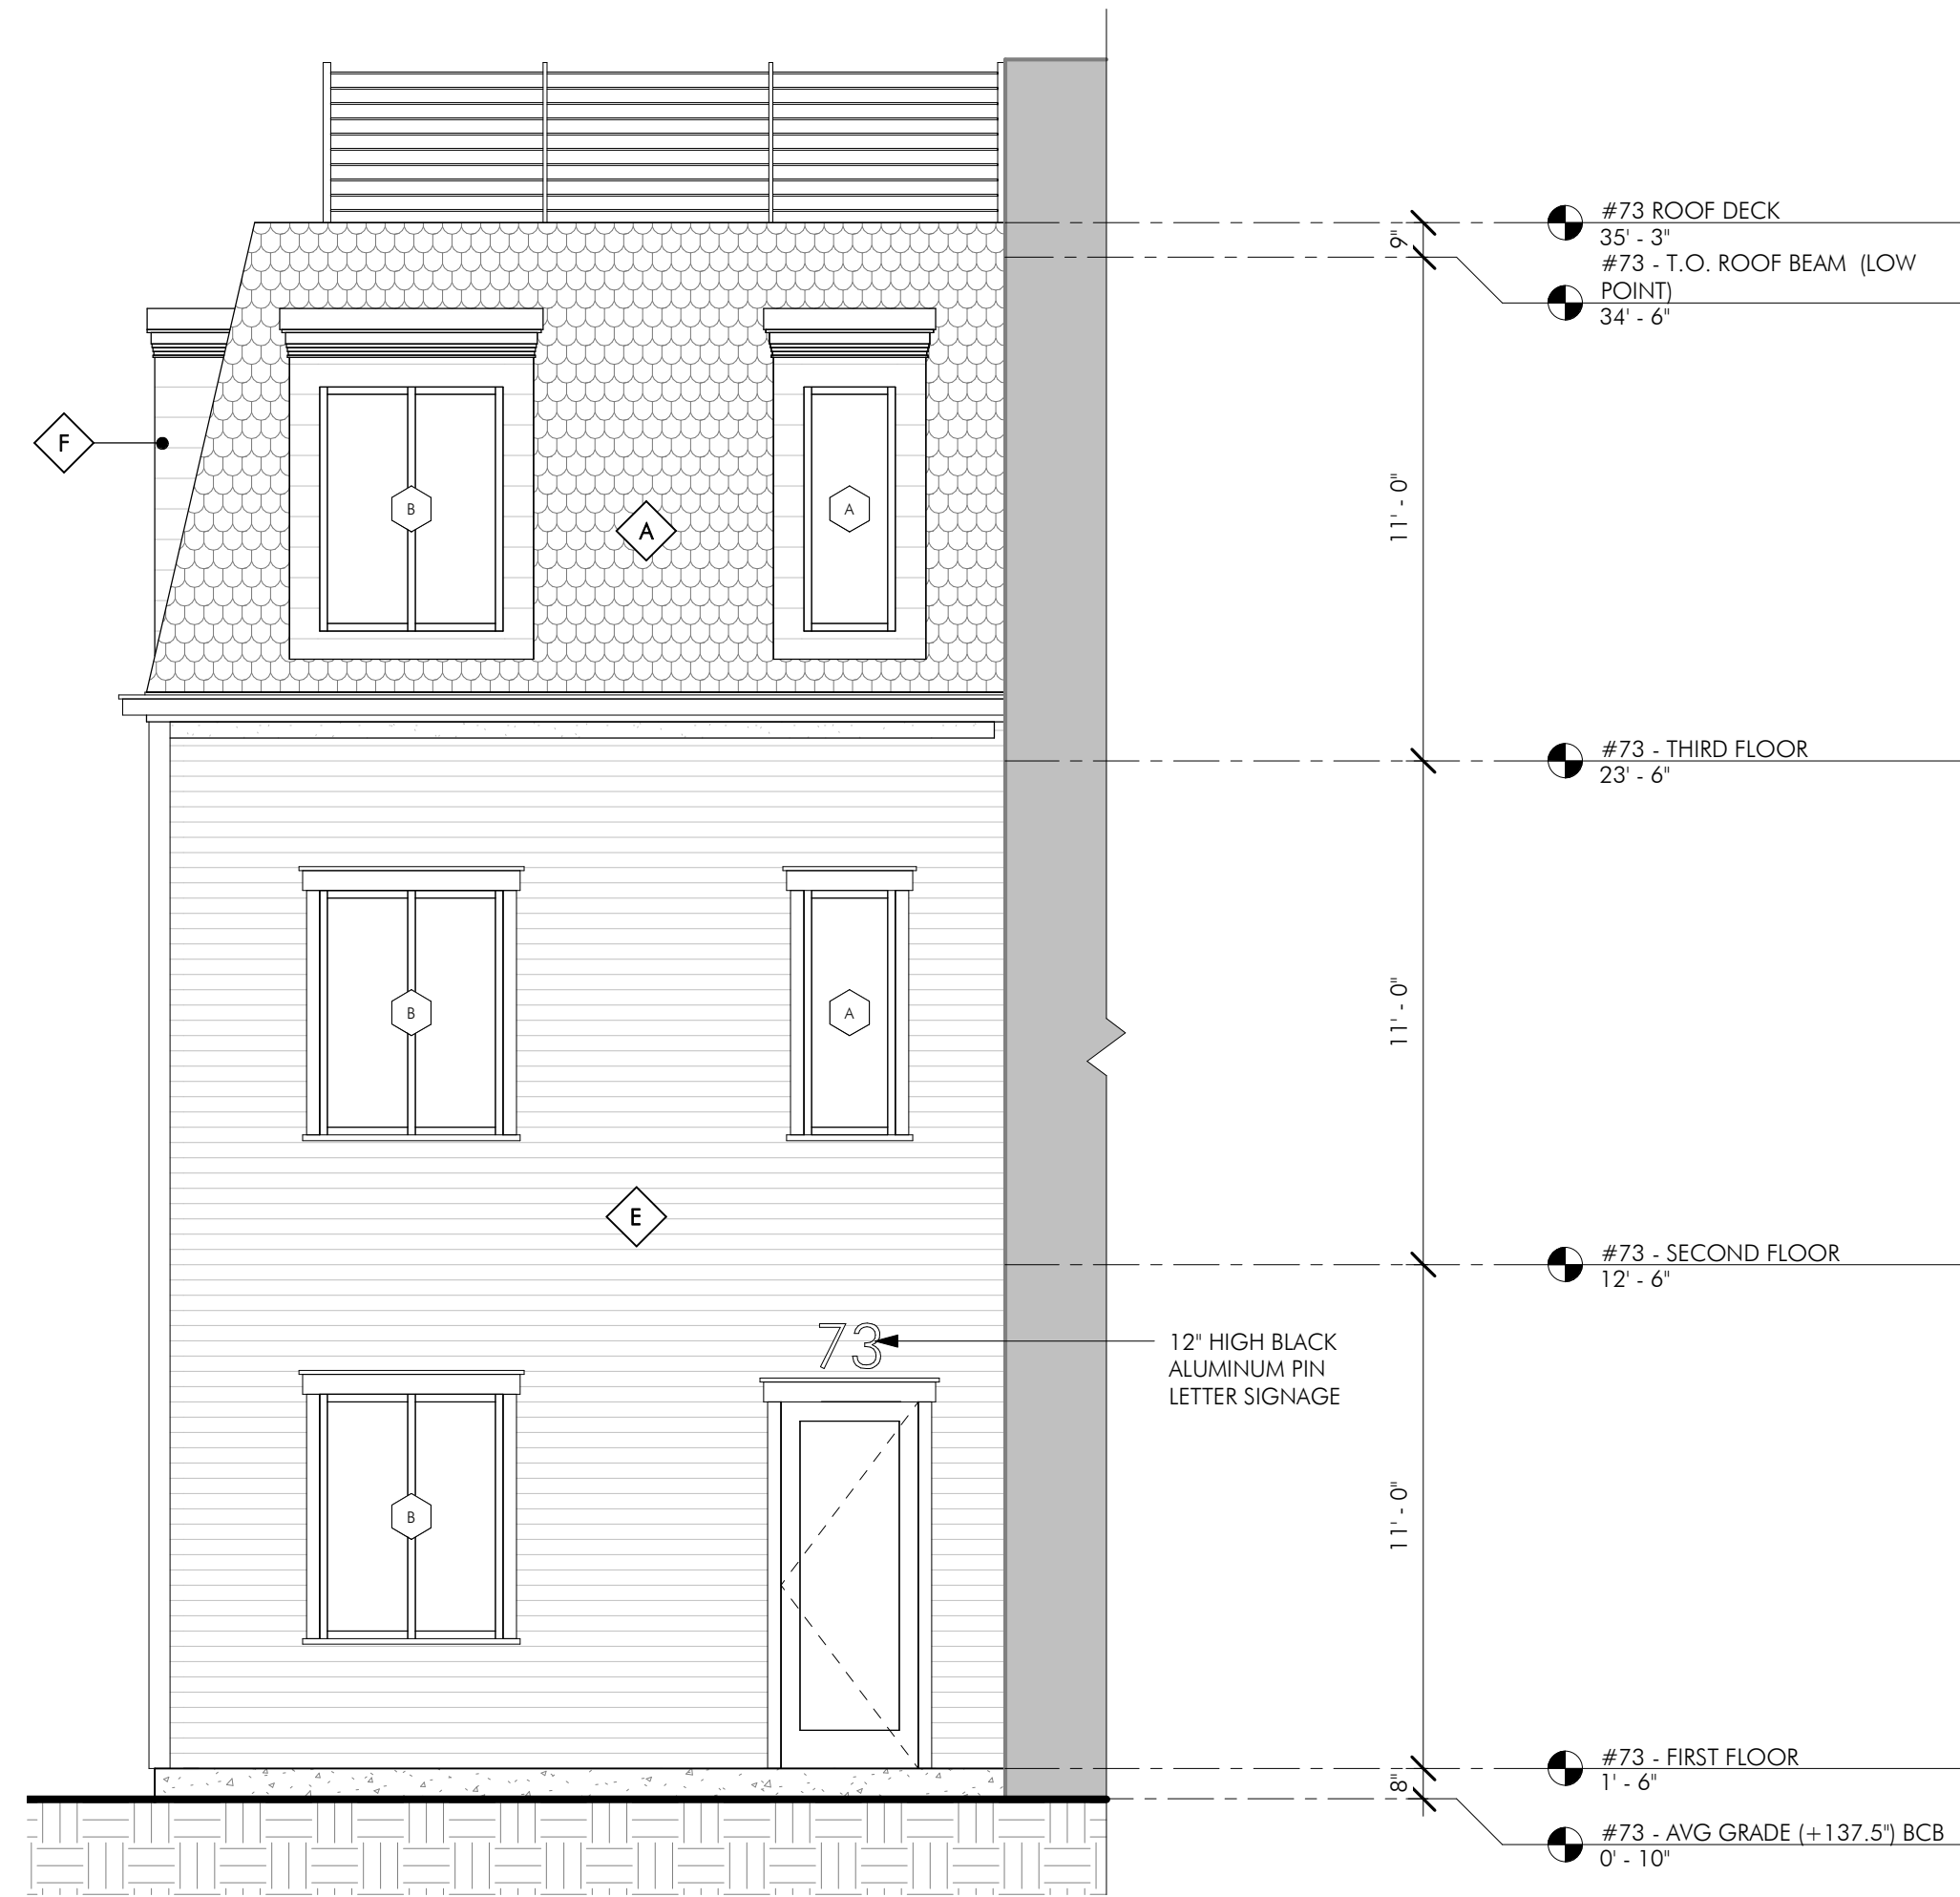 #73 ROOF DECK
35' - 3"
9"
#73 - T.O. ROOF BEAM (LOW
POINT)
34' - 6"
F
B
A
A
11' - 0"
#73 - THIRD FLOOR
23' - 6"
B
A
11' - 0"
E
#73 - SECOND FLOOR
12' - 6"
73
12" HIGH BLACK
ALUMINUM PIN
LETTER SIGNAGE
B
11' - 0"
#73 - FIRST FLOOR
1' - 6"
8"
#73 - AVG GRADE (+137.5") BCB
0' - 10"